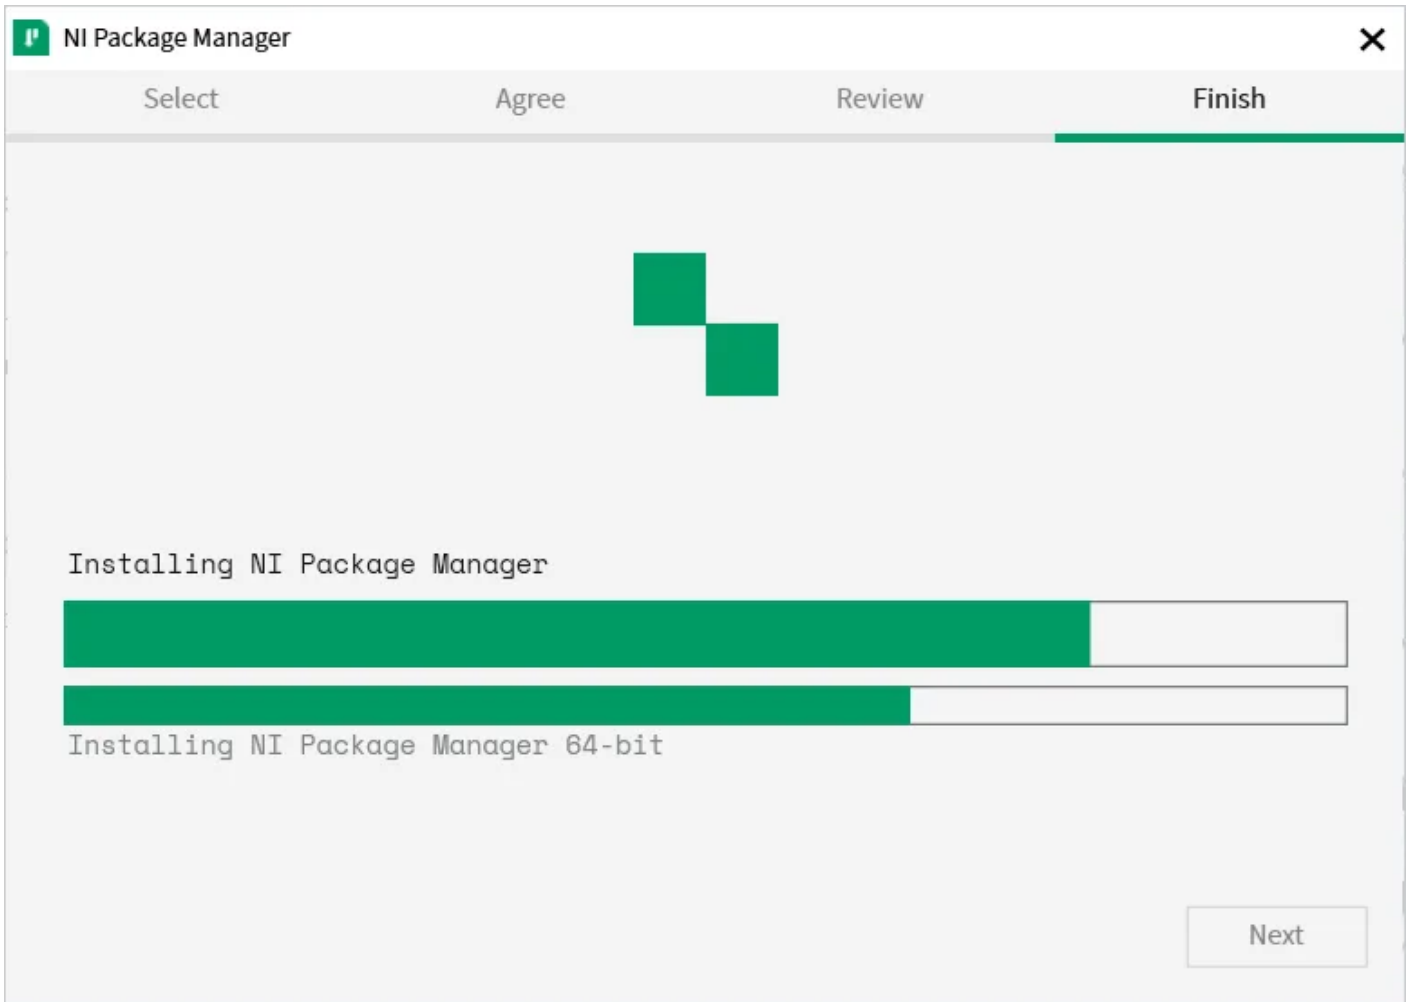 NI Package Manager
Select Agree Review Finish
Installing NI Package Manager
Installing NI Package Manager 64-bit
Next